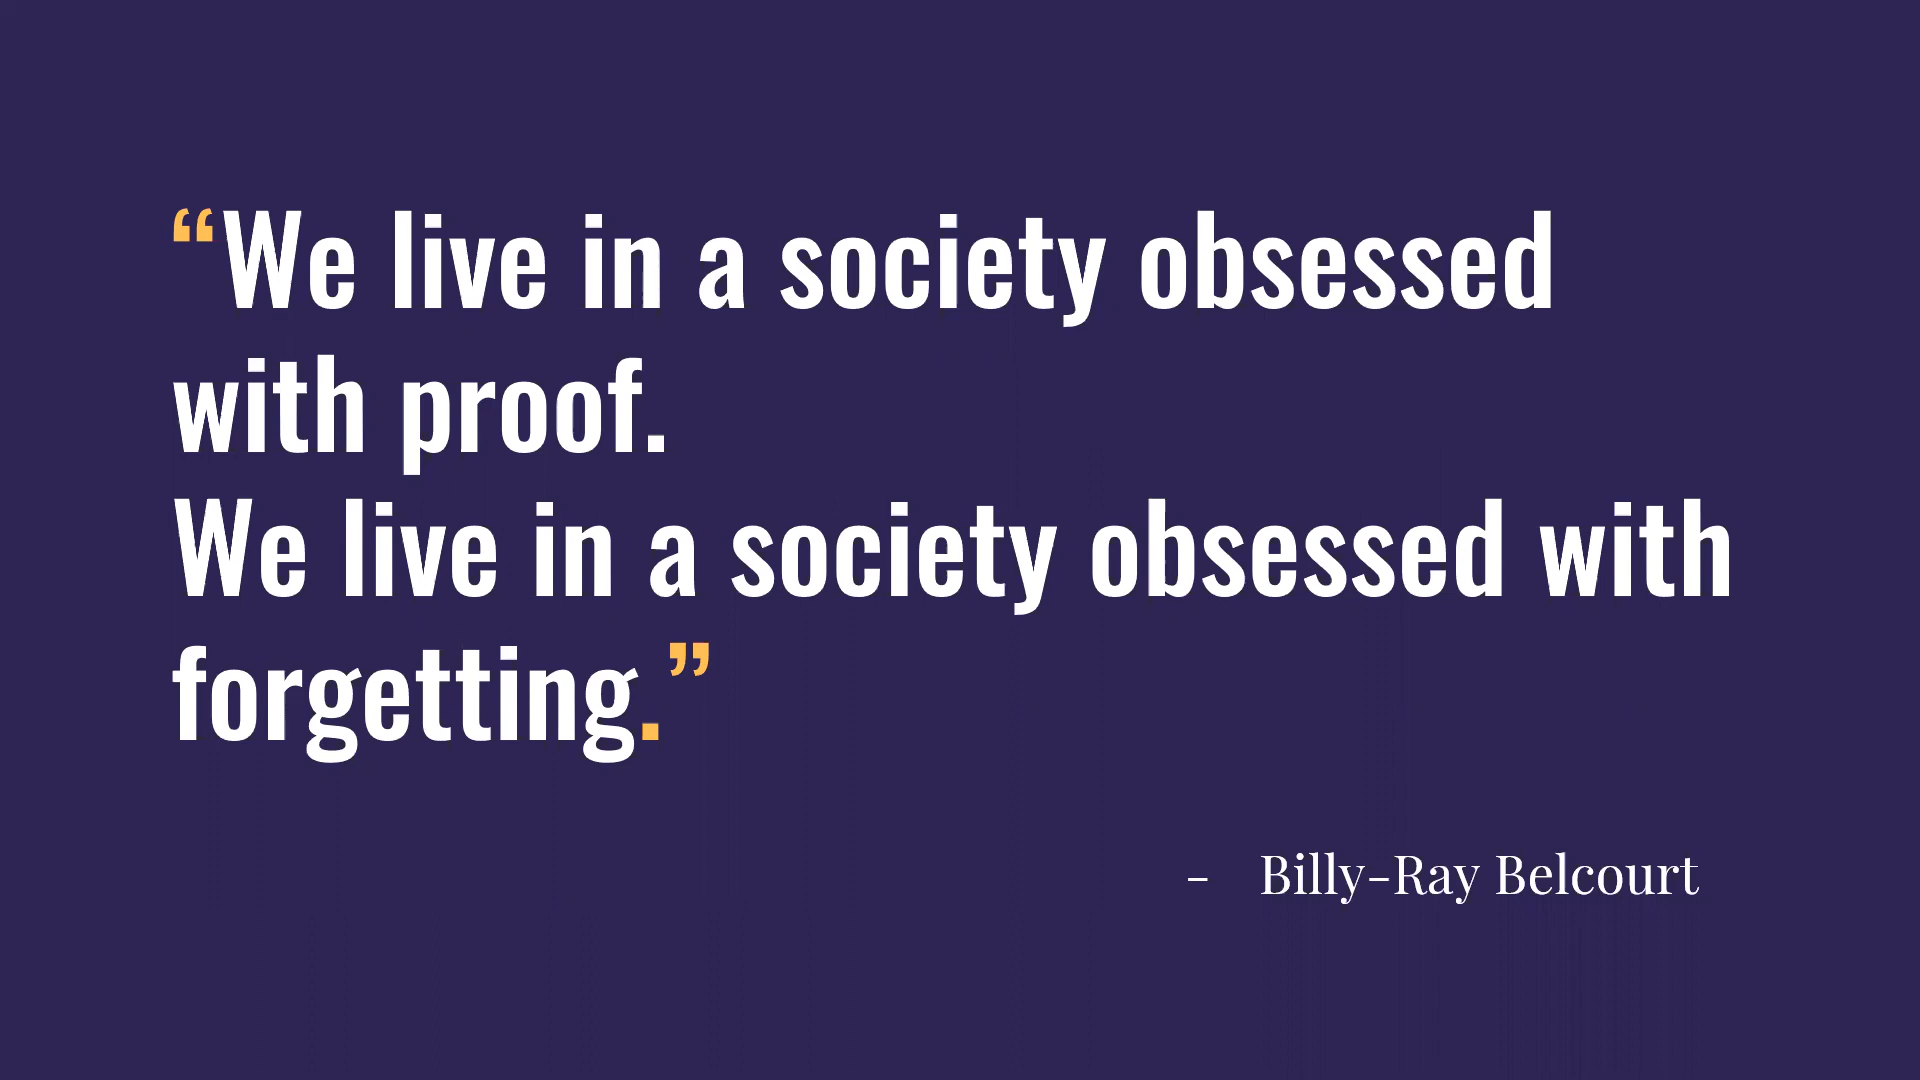 “We live in a society obsessed
with proof.
We live in a society obsessed with
forgetting.”
- Billy-Ray Belcourt